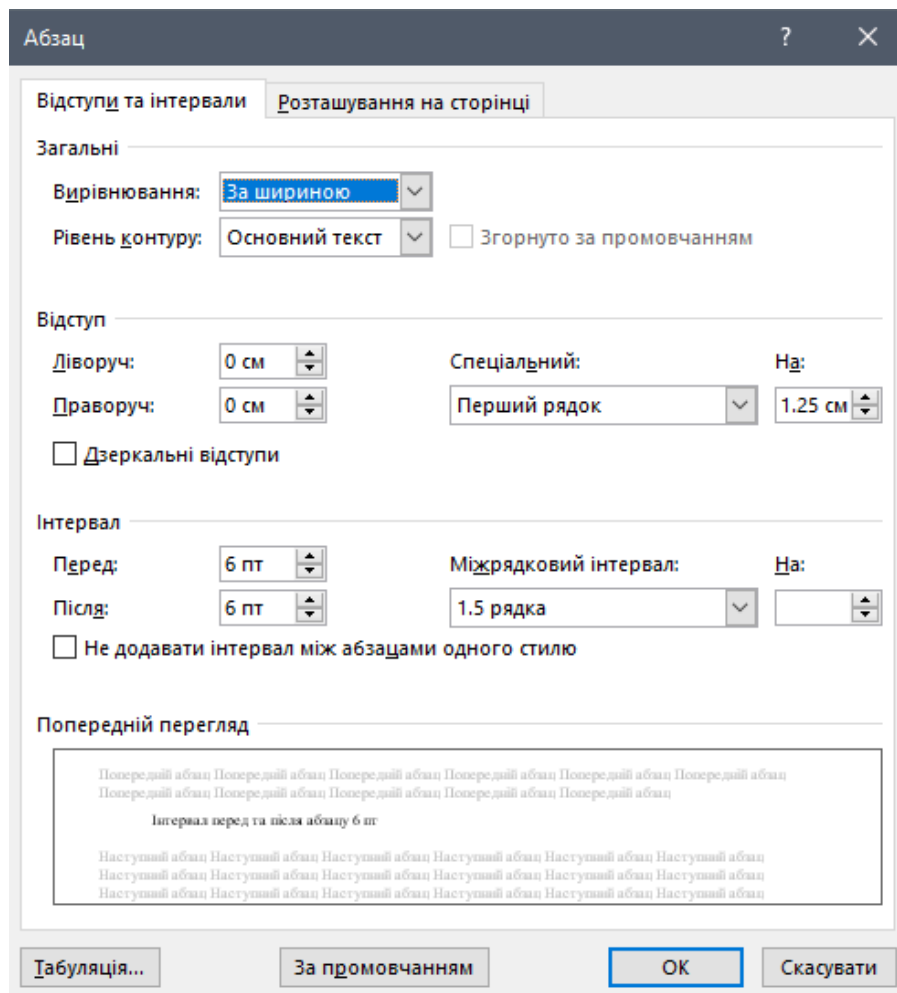 Абзац ?
Відступи та інтервали Розташування на сторінці
Загальні
Вирівнювання: За шириною
Рівень контуру: Основний текст Згорнуто за промовчанням
Відступ
Ліворуч: 0 см Спеціальний: На:
Праворуч: 0 см Перший рядок 1.25 см
Дзеркальні відступи
Інтервал
Перед: 6 пт Міжрядковий інтервал: На:
Після: 6 пт 1.5 рядка
Не додавати інтервал між абзацами одного стилю
Попередній перегляд
Попередній абзац Попередній абзац Попередній абзац Попередній абзац Попередній абзац Попередній абзац
Попередній абзац Попередній абзац Попередній абзац Попередній абзац Попередній абзац
Інтервал перед та після абзацу 6 пт
Наступний абзац Наступний абзац Наступний абзац Наступний абзац Наступний абзац Наступний абзац
Наступний абзац Наступний абзац Наступний абзац Наступний абзац Наступний абзац Наступний абзац
Наступний абзац Наступний абзац Наступний абзац Наступний абзац Наступний абзац Наступний абзац
Табуляція... За промовчанням ОК Скасувати